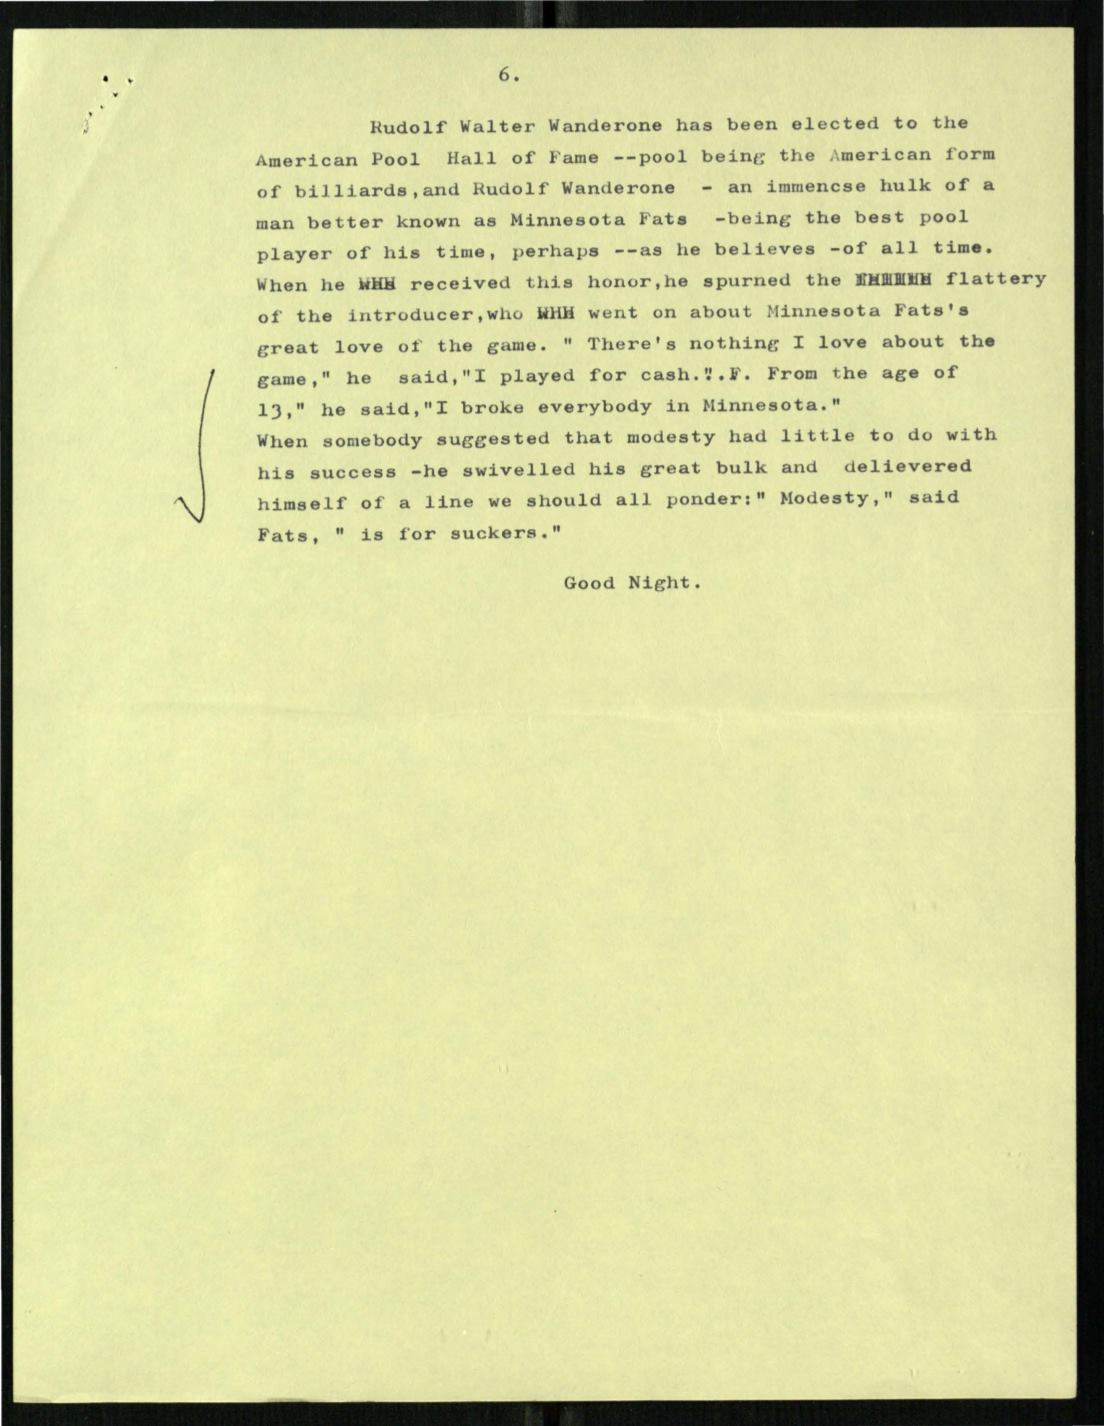 6.
Rudolf Walter Wanderone has been elected to the
American Pool Hall of Fame --pool being the American form
of billiards,and Rudolf Wanderone - an immencse hulk of a
man better known as Minnesota Fats -being the best pool
player of his time, perhaps --as he believes -of all time.
When he received this honor,he spurned the flattery
of the introducer,who went on about Minnesota Fats's
great love of the game. " There's nothing I love about the
game," he said,"I played for cash.".F. From the age of
13," he said,"I broke everybody in Minnesota."
When somebody suggested that modesty had little to do with
his success -he swivelled his great bulk and delievered
himself of a line we should all ponder:" Modesty," said
Fats, " is for suckers."
Good Night.